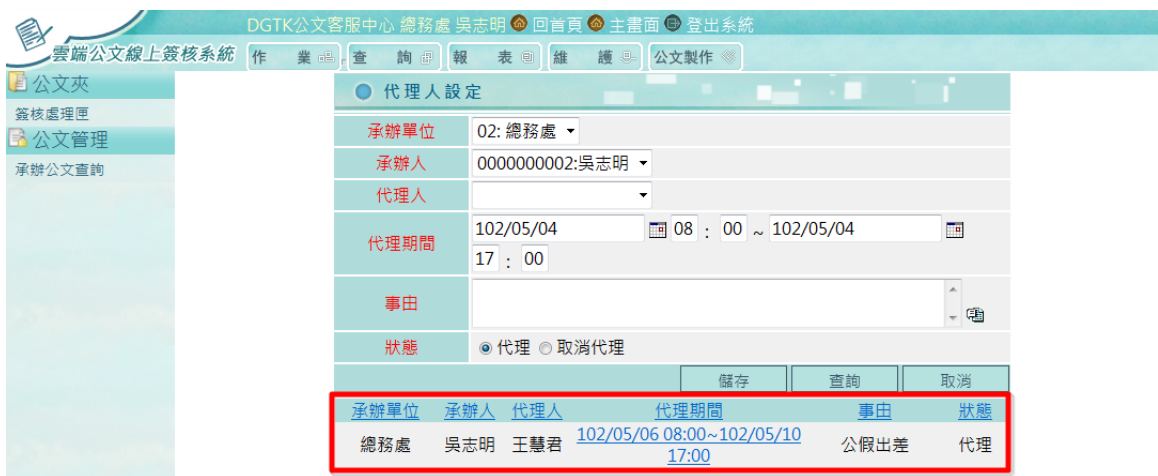 DGTK公文客服中心 總務處 吳志明 回首頁 主畫面 登出系統
雲端公文線上簽核系統
作 業 查 詢 報 表 維 護 公文製作
公文夾
簽核處理匣
公文管理
承辦公文查詢
代理人設定
承辦單位 02: 總務處
承辦人 0000000002:吳志明
代理人
代理期間 102/05/04 08 : 00 ~ 102/05/04
17 : 00
事由
狀態 代理 取消代理
儲存 查詢 取消
承辦單位 承辦人 代理人 代理期間 事由 狀態
總務處 吳志明 王慧君 102/05/06 08:00~102/05/10 公假出差 代理
17:00